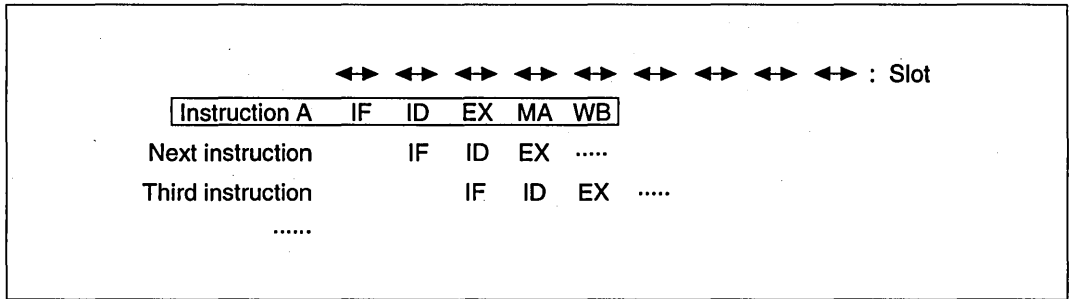 : Slot
Instruction A IF ID EX MA WB
Next instruction IF ID EX .....
Third instruction IF ID EX .....
......